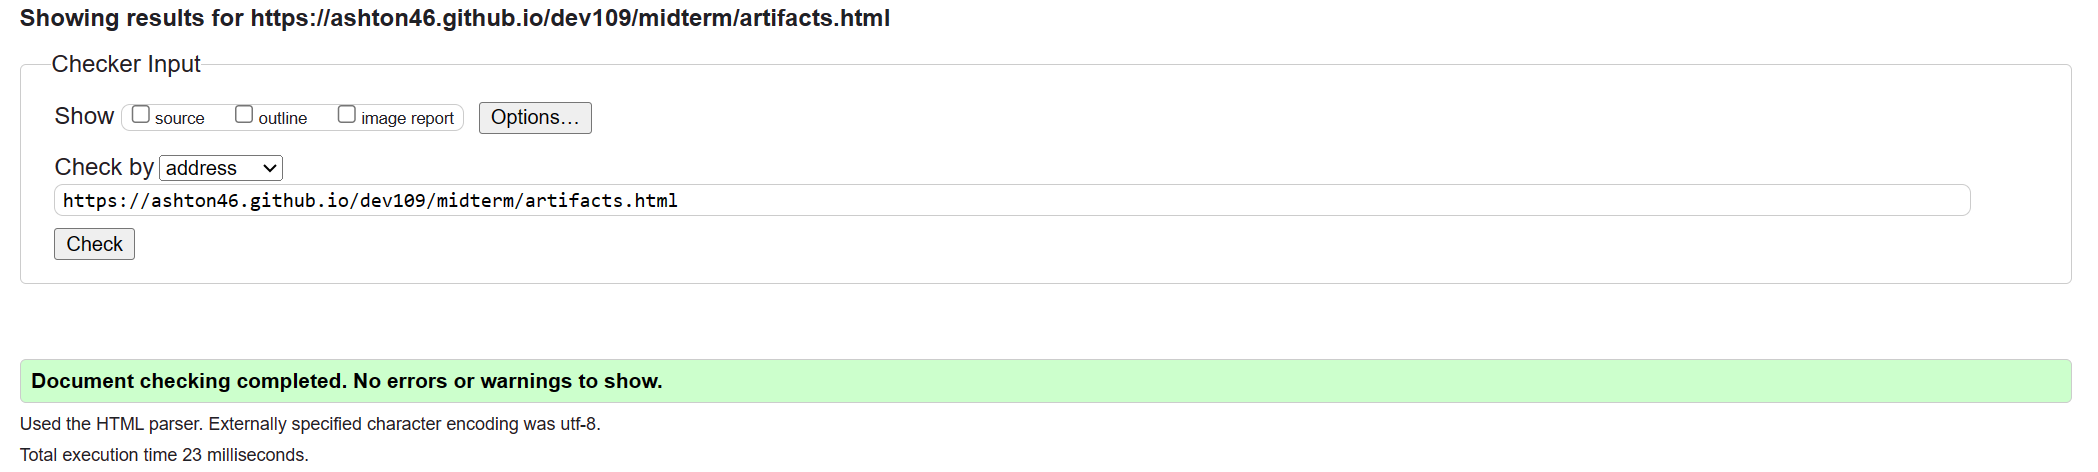 Showing results for https://ashton46.github.io/dev109/midterm/artifacts.html
Checker Input
Show source outline image report Options...
Check by address
https://ashton46.github.io/dev109/midterm/artifacts.html
Check
Document checking completed. No errors or warnings to show.
Used the HTML parser. Externally specified character encoding was utf-8.
Total execution time 23 milliseconds.